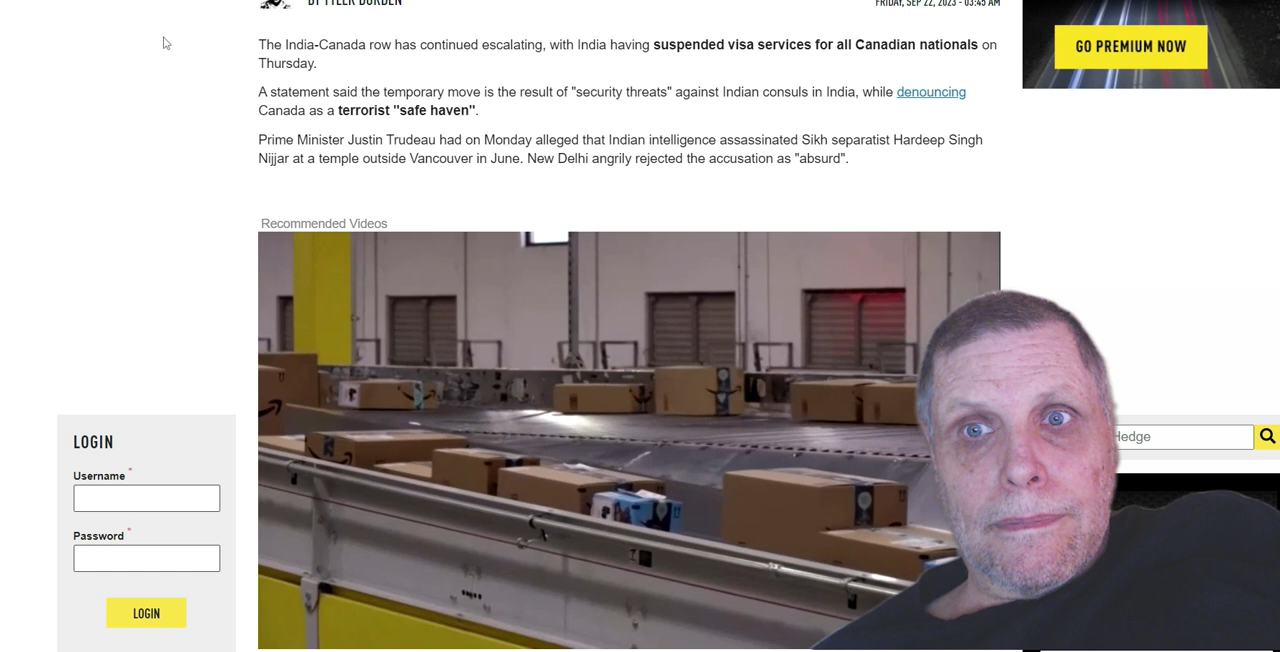 BY TYLER DURDEN
FRIDAY, SEP 22, 2023 - 03:45 AM
GO PREMIUM NOW
The India-Canada row has continued escalating, with India having suspended visa services for all Canadian nationals on
Thursday.
A statement said the temporary move is the result of "security threats" against Indian consuls in India, while denouncing
Canada as a terrorist "safe haven".
Prime Minister Justin Trudeau had on Monday alleged that Indian intelligence assassinated Sikh separatist Hardeep Singh
Nijjar at a temple outside Vancouver in June. New Delhi angrily rejected the accusation as "absurd".
Recommended Videos
Hedge
LOGIN
Username *
Password *
LOGIN